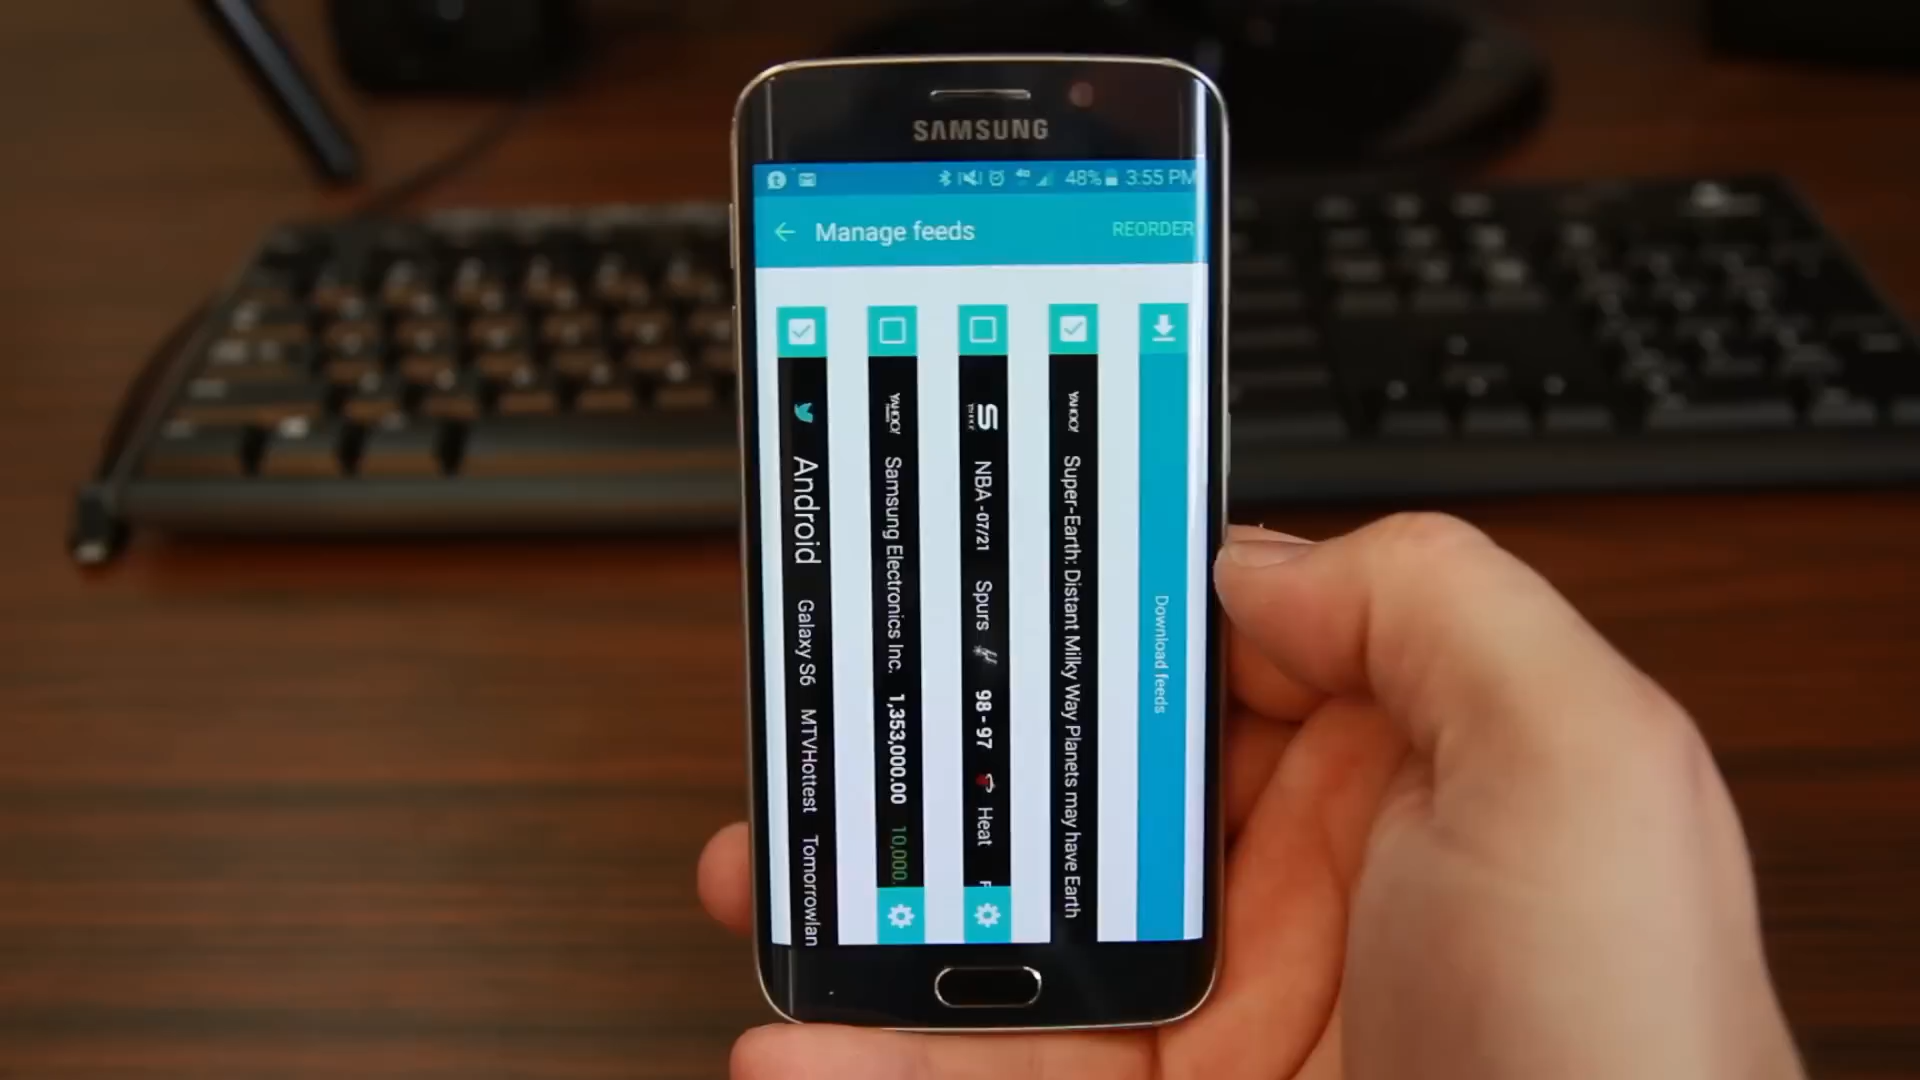 SAMSUNG
48% 3:55 PM
Manage feeds
REORDER
Android Galaxy S6 MTVHottest Tomorrowlan
YAHOO!
Samsung Electronics Inc. 1,353,000.00 10,000.
S
NBA - 07/21 Spurs 98 - 97 Heat
YAHOO!
Super-Earth: Distant Milky Way Planets may have Earth
Download feeds